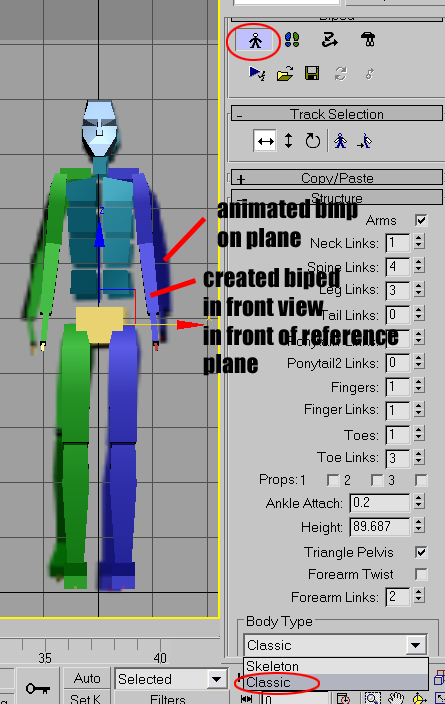 Biped
Track Selection
Copy/Paste
Structure
Arms
Neck Links: 1
Spine Links: 4
Leg Links: 3
Tail Links: 0
Ponytail1 Links:
Ponytail2 Links: 0
Fingers: 1
Finger Links: 1
Toes: 1
Toe Links: 3
Props: 1 2 3
Ankle Attach: 0.2
Height: 89.687
Triangle Pelvis
Forearm Twist
Forearm Links: 2
Body Type
Classic
Skeleton
Classic
animated bmp
on plane
created biped
in front view
in front of reference
plane
35 40
Auto Selected
Set K Filters
0